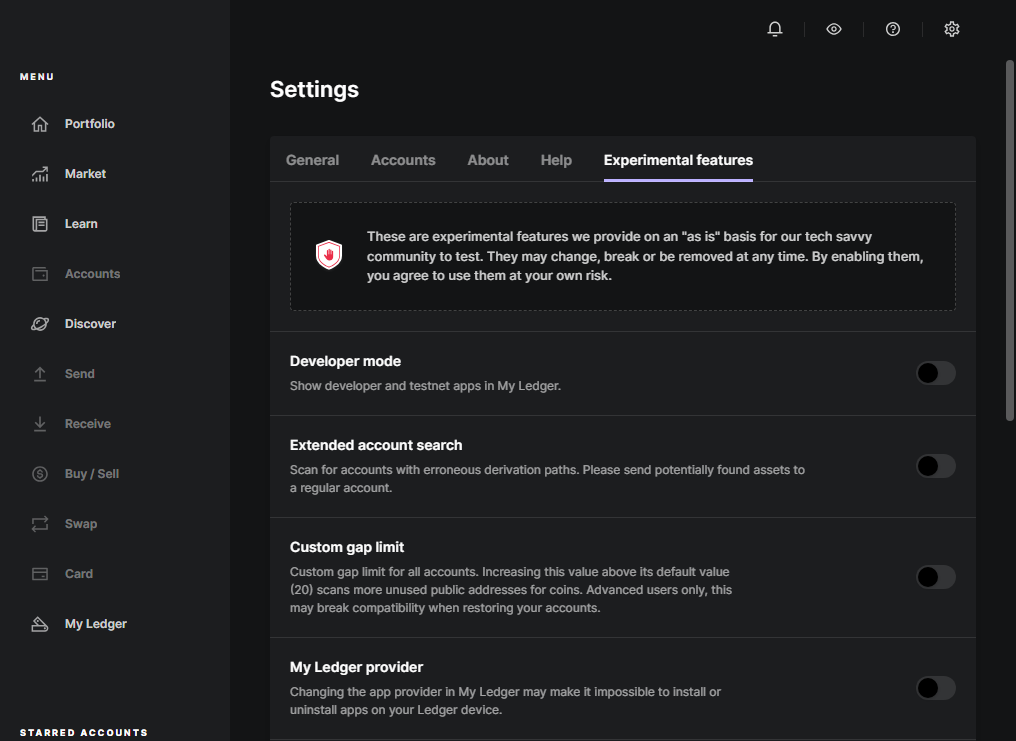 MENU
Portfolio
Market
Learn
Accounts
Discover
Send
Receive
Buy / Sell
Swap
Card
My Ledger
STARRED ACCOUNTS
Settings
General
Accounts
About
Help
Experimental features
These are experimental features we provide on an "as is" basis for our tech savvy
community to test. They may change, break or be removed at any time. By enabling them,
you agree to use them at your own risk.
Developer mode
Show developer and testnet apps in My Ledger.
Extended account search
Scan for accounts with erroneous derivation paths. Please send potentially found assets to
a regular account.
Custom gap limit
Custom gap limit for all accounts. Increasing this value above its default value
(20) scans more unused public addresses for coins. Advanced users only, this
may break compatibility when restoring your accounts.
My Ledger provider
Changing the app provider in My Ledger may make it impossible to install or
uninstall apps on your Ledger device.